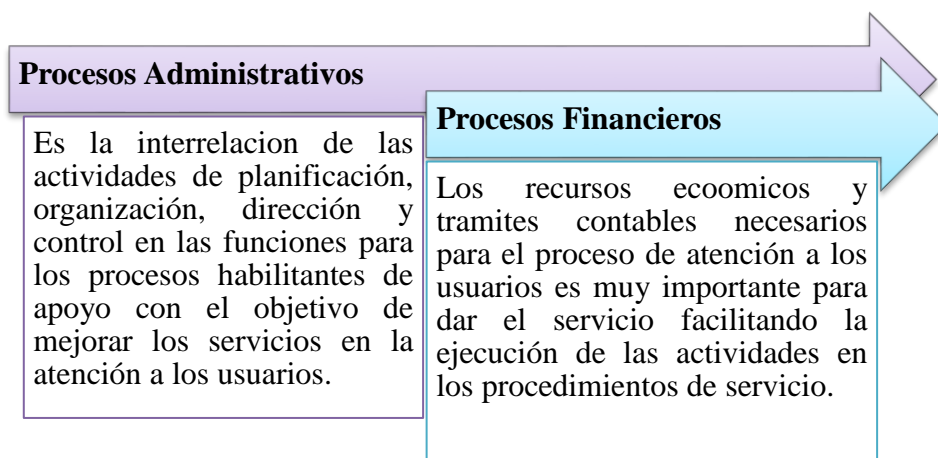 Procesos Administrativos
Es la interrelacion de las
actividades de planificación,
organización, dirección y
control en las funciones para
los procesos habilitantes de
apoyo con el objetivo de
mejorar los servicios en la
atención a los usuarios.
Procesos Financieros
Los recursos ecoomicos y
tramites contables necesarios
para el proceso de atención a los
usuarios es muy importante para
dar el servicio facilitando la
ejecución de las actividades en
los procedimientos de servicio.